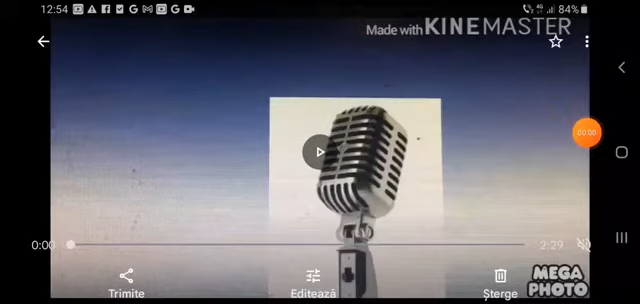 12:54
84%
Made with KINEMASTER
00:00
0:00
2:29
Trimite
Editează
Șterge
MEGA
PHOTO